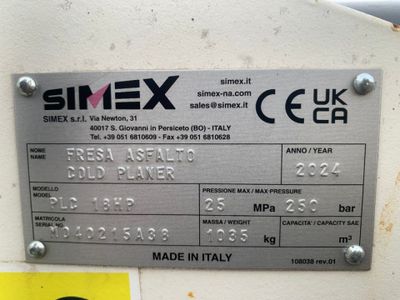 SIMEX
simex.it
simex-na.com
sales@simex.it
CE UKCA
SIMEX s.r.l. Via Newton, 31
40017 S. Giovanni in Persiceto (BO) - ITALY
Tel. +39 051 6810609 - Fax +39 051 6810628
NOME
NAME
FRESA ASFALTO
COLD PLANER
ANNO / YEAR
2024
MODELLO
MODEL
PLC 18HP
PRESSIONE MAX / MAX-PRESSURE
25 MPa 250 bar
MATRICOLA
SERIAL N°
M040215A38
MASSA / WEIGHT
1035 kg
CAPACITA' / CAPACITY SAE
m³
MADE IN ITALY
108038 rev.01